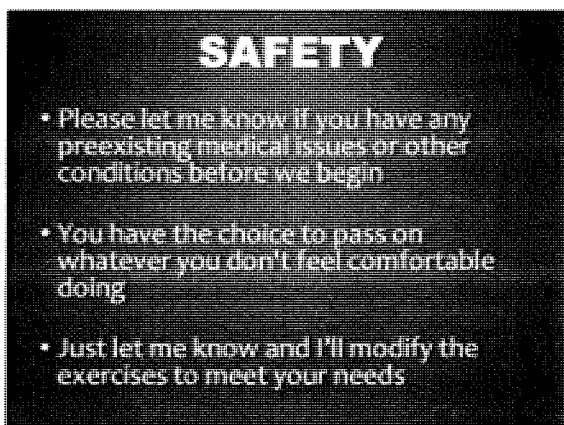 SAFETY
• Please let me know if you have any
preexisting medical issues or other
conditions before we begin
• You have the choice to pass on
whatever you don't feel comfortable
doing
• Just let me know and I'll modify the
exercises to meet your needs